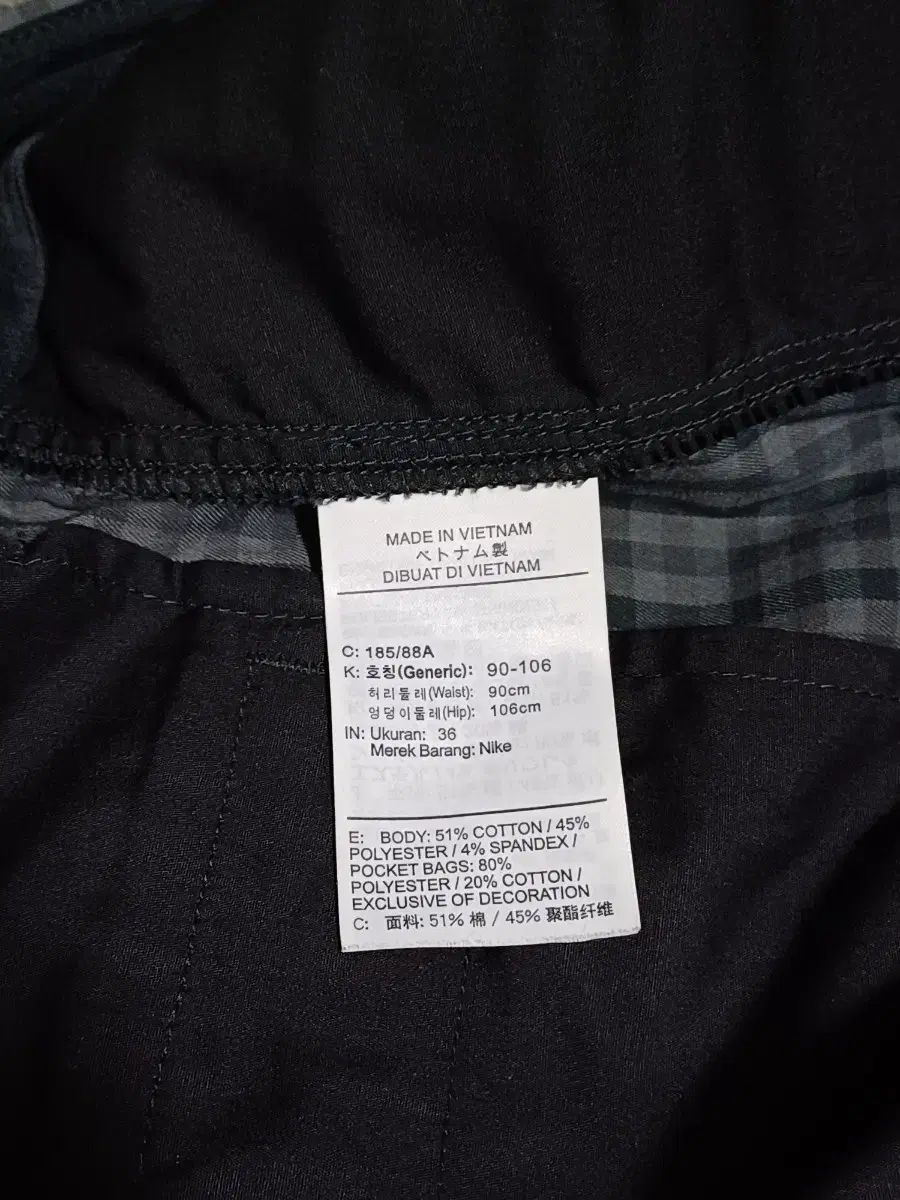 MADE IN VIETNAM
ベトナム製
DIBUAT DI VIETNAM
C: 185/88A
K: 호칭(Generic): 90-106
허리둘레(Waist): 90cm
엉덩이둘레(Hip): 106cm
IN: Ukuran: 36
Merek Barang: Nike
E: BODY: 51% COTTON / 45%
POLYESTER / 4% SPANDEX /
POCKET BAGS: 80%
POLYESTER / 20% COTTON /
EXCLUSIVE OF DECORATION
C: 面料: 51% 棉 / 45% 聚酯纤维